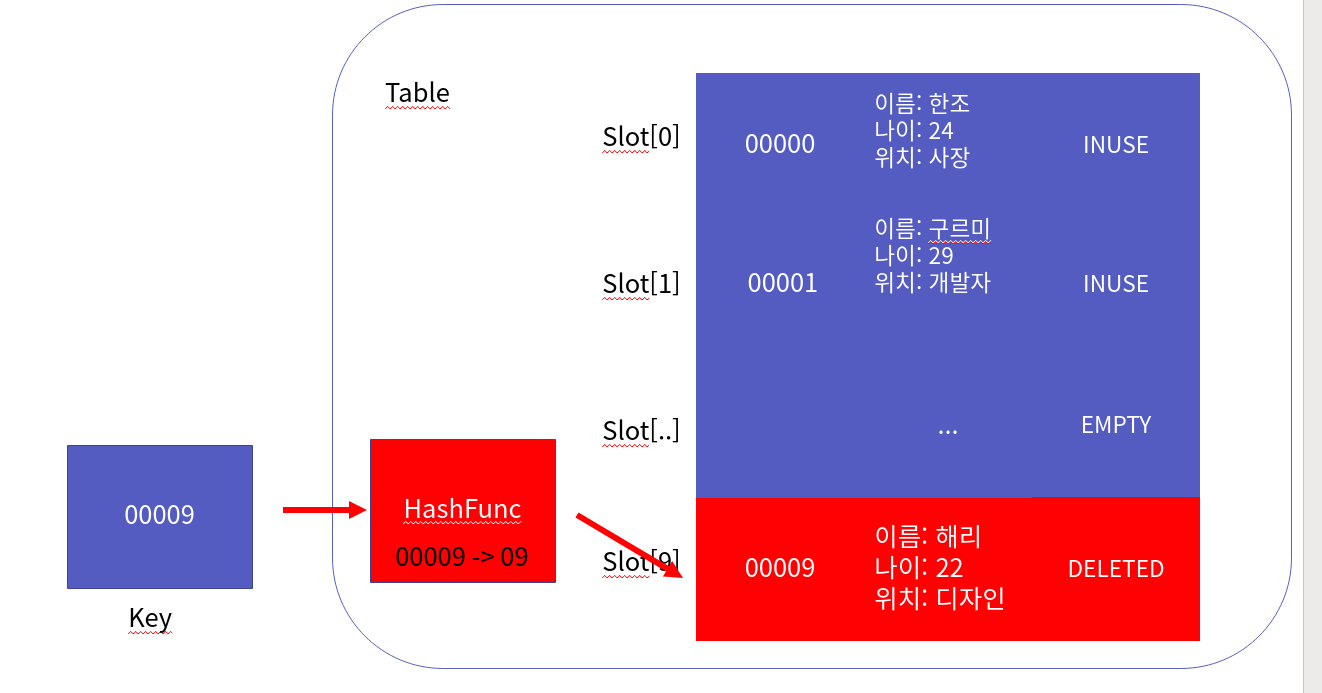 Table
Slot[0]
00000
이름: 한조
나이: 24
위치: 사장
INUSE
Slot[1]
00001
이름: 구르미
나이: 29
위치: 개발자
INUSE
Slot[..]
...
EMPTY
00009
Key
HashFunc
00009 -> 09
Slot[9]
00009
이름: 해리
나이: 22
위치: 디자인
DELETED